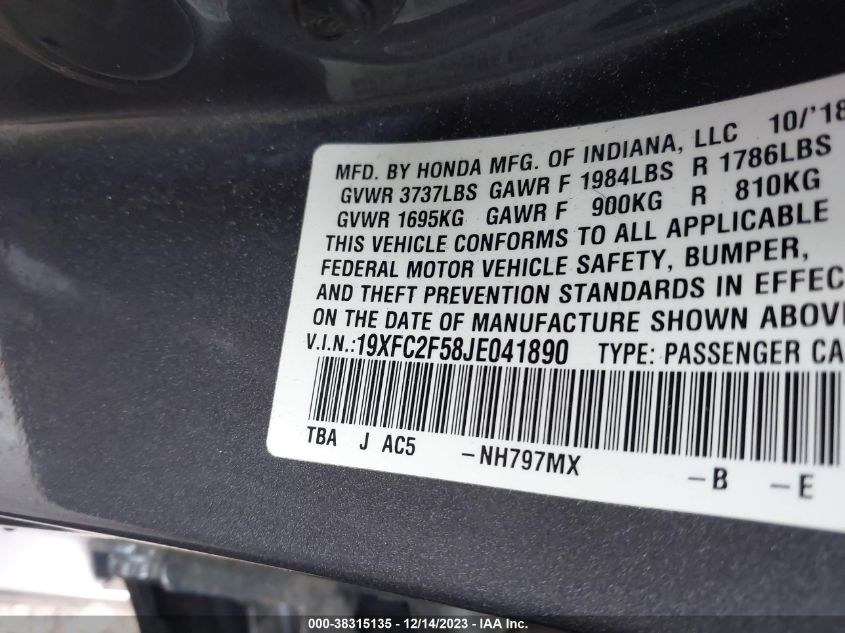 MFD. BY HONDA MFG. OF INDIANA, LLC 10/'18
GVWR 3737LBS GAWR F 1984LBS R 1786LBS
GVWR 1695KG GAWR F 900KG R 810KG
THIS VEHICLE CONFORMS TO ALL APPLICABLE
FEDERAL MOTOR VEHICLE SAFETY, BUMPER,
AND THEFT PREVENTION STANDARDS IN EFFEC
ON THE DATE OF MANUFACTURE SHOWN ABOV
V.I.N.:19XFC2F58JE041890 TYPE: PASSENGER CA
TBA J AC5 -NH797MX -B -E
000-38315135 - 12/14/2023 - IAA Inc.